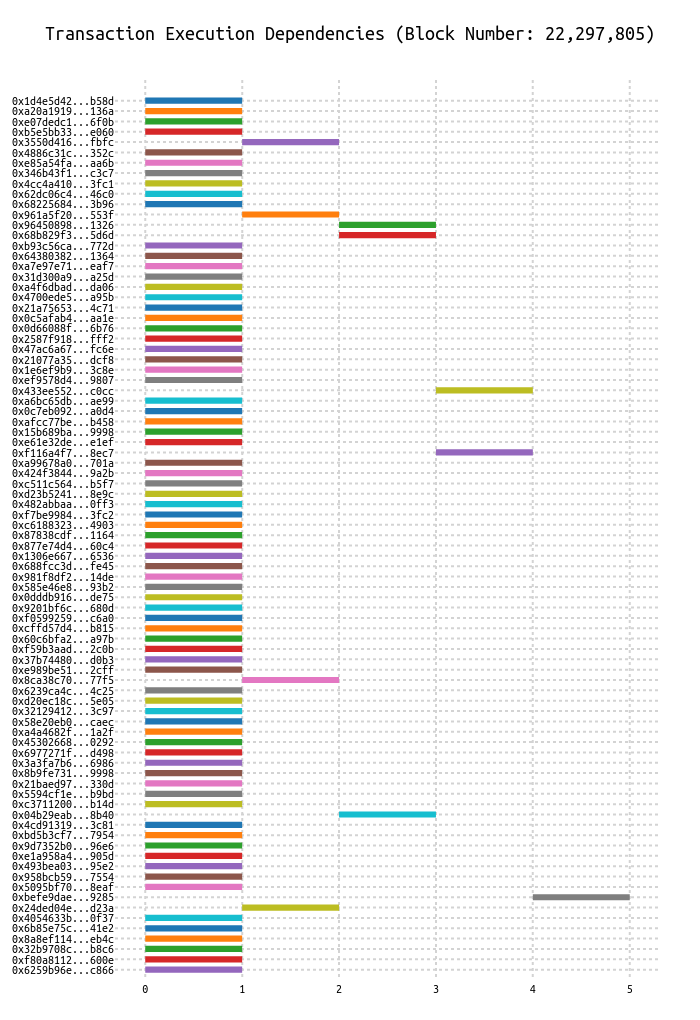 Transaction Execution Dependencies (Block Number: 22,297,805)
0x1d4e5d42...b58d
0xa20a1919...136a
0xe07dedc1...6f0b
0xb5e5bb33...e060
0x3550d416...fbfc
0x4886c31c...352c
0xe85a54fa...aa6b
0x346b43f1...c3c7
0x4cc4a410...3fc1
0x62dc06c4...46c0
0x68225684...3b96
0x961a5f20...553f
0x96450898...1326
0x68b829f3...5d6d
0xb93c56ca...772d
0x64380382...1364
0xa7e97e71...eaf7
0x31d300a9...a25d
0xa4f6dbad...da06
0x4700ede5...a95b
0x21a75653...4c71
0x0c5afab4...aa1e
0x0d66088f...6b76
0x2587f918...fff2
0x47ac6a67...fc6e
0x21077a35...dcf8
0x1e6ef9b9...3c8e
0xef9578d4...9807
0x433ee552...c0cc
0xa6bc65db...ae99
0x0c7eb092...a0d4
0xafcc77be...b458
0x15b689ba...9998
0xe61e32de...e1ef
0xf116a4f7...8ec7
0xa99678a0...701a
0x424f3844...9a2b
0xc511c564...b5f7
0xd23b5241...8e9c
0x482abbaa...0ff3
0xf7be9984...3fc2
0xc6188323...4903
0x87838cdf...1164
0x877e74d4...60c4
0x1306e667...6536
0x688fcc3d...fe45
0x981f8df2...14de
0x585e46e8...93b2
0x0dddb916...de75
0x9201bf6c...680d
0xf0599259...c6a0
0xcffd57d4...b815
0x60c6bfa2...a97b
0xf59b3aad...2c0b
0x37b74480...d0b3
0xe989be51...2cff
0x8ca38c70...77f5
0x6239ca4c...4c25
0xd20ec18c...5e05
0x32129412...3c97
0x58e20eb0...caec
0xa4a4682f...1a2f
0x45302668...0292
0x6977271f...d498
0x3a3fa7b6...6986
0x8b9fe731...9998
0x21baed97...330d
0x5594cf1e...b9bd
0xc3711200...b14d
0x04b29eab...8b40
0x4cd91319...3c81
0xbd5b3cf7...7954
0x9d7352b0...96e6
0xe1a958a4...905d
0x493bea03...95e2
0x958bcb59...7554
0x5095bf70...8eaf
0xbefe9dae...9285
0x24ded04e...d23a
0x4054633b...0f37
0x6b85e75c...41e2
0x8a8ef114...eb4c
0x32b9708c...b8c6
0xf80a8112...600e
0x6259b96e...c866
0 1 2 3 4 5